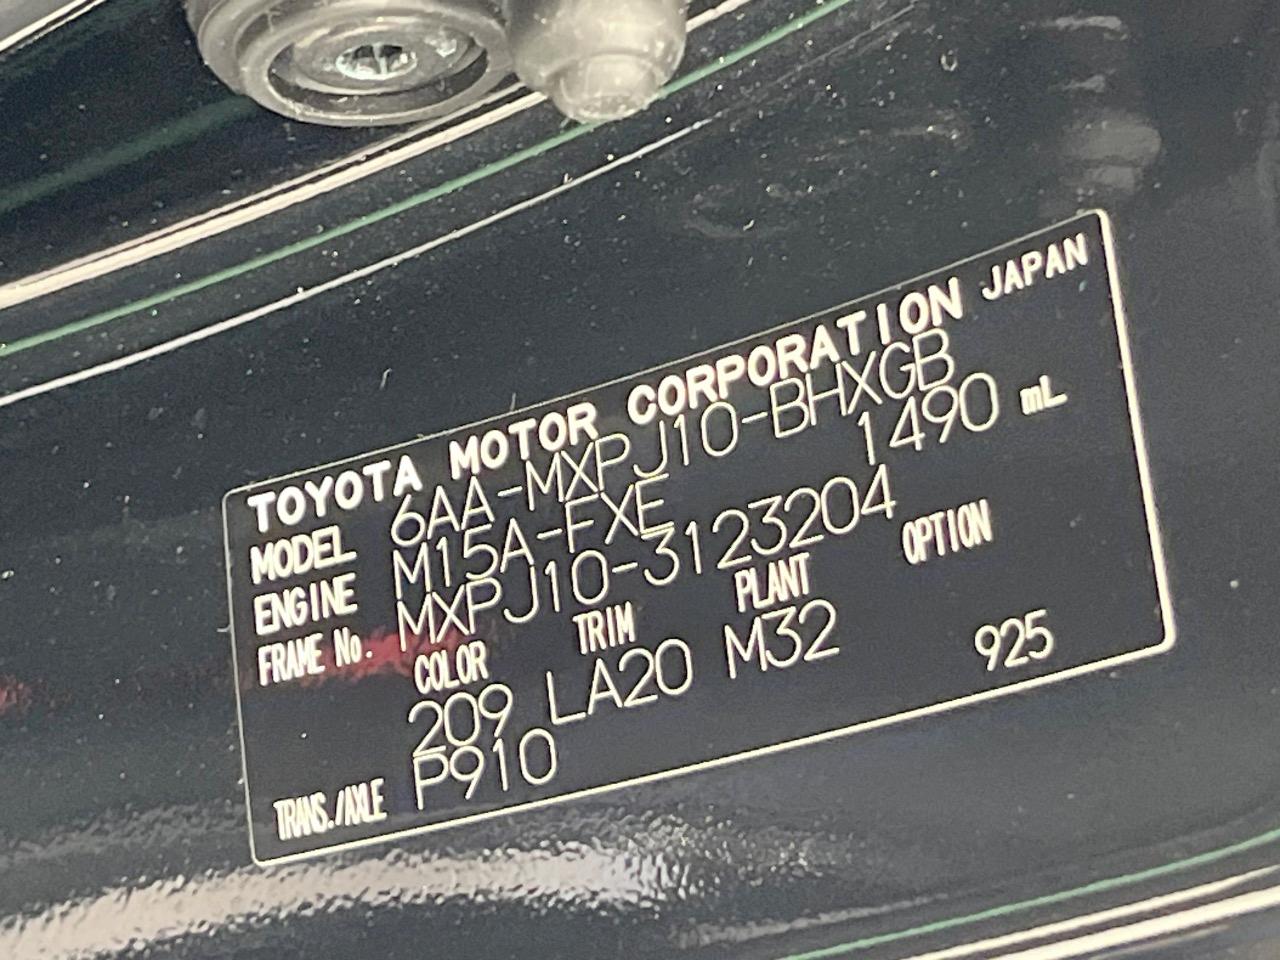 TOYOTA MOTOR CORPORATION JAPAN
MODEL 6AA-MXPJ10-BHXGB
ENGINE M15A-FXE 1490 mL
FRAME No. MXPJ10-3123204
COLOR TRIM PLANT OPTION
209 LA20 M32 925
TRANS./AXLE P910